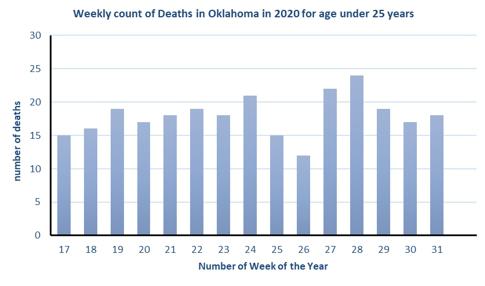 Weekly count of Deaths in Oklahoma in 2020 for age under 25 years
30
25
20
15
10
5
0
number of deaths
17 18 19 20 21 22 23 24 25 26 27 28 29 30 31
Number of Week of the Year